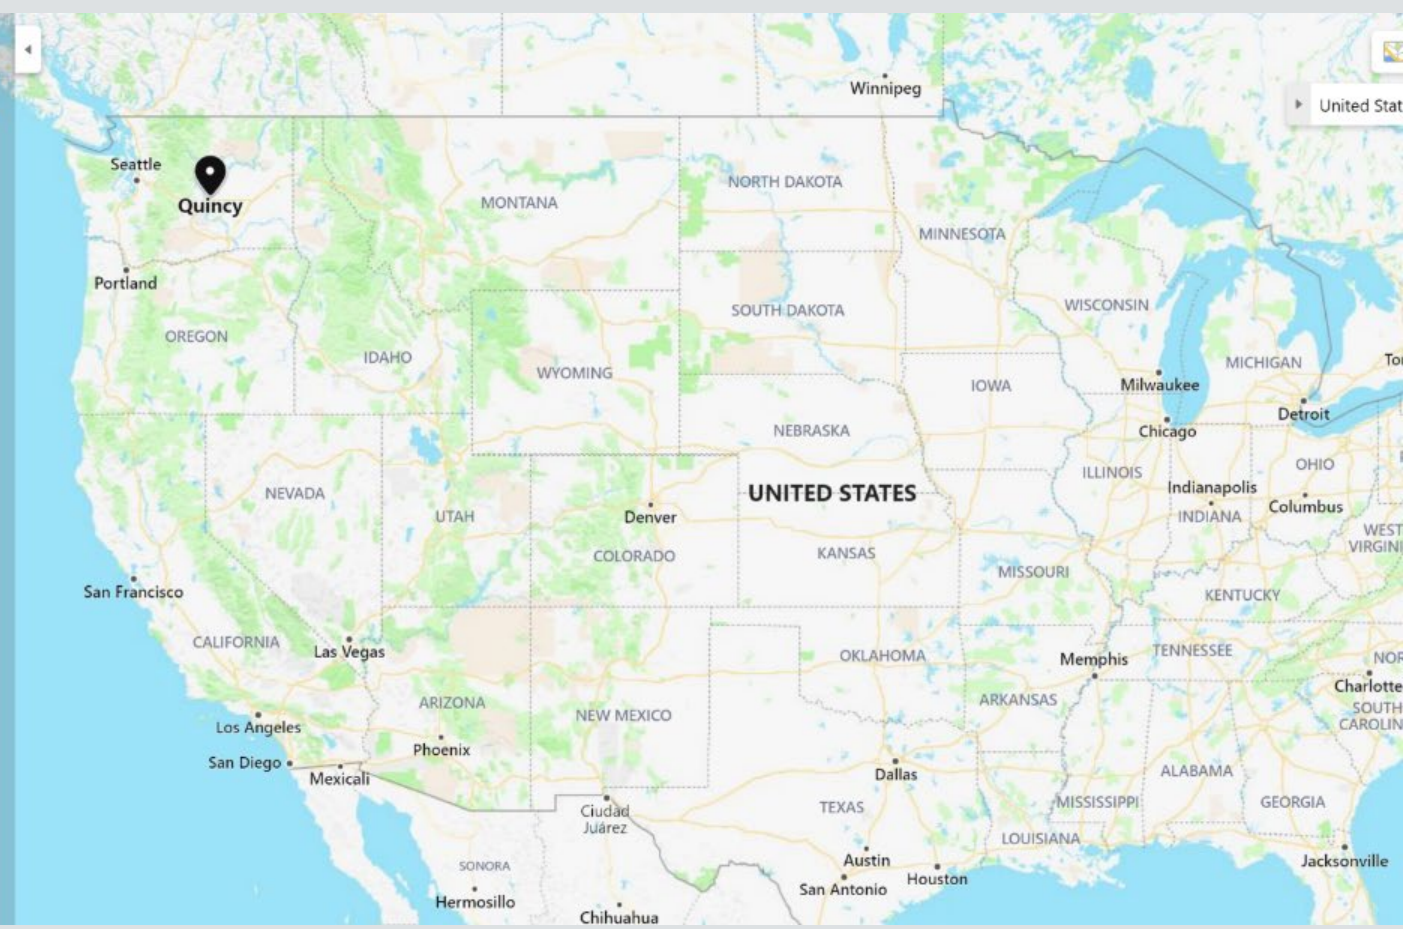 Winnipeg
United Stat
Seattle
Quincy
NORTH DAKOTA
MONTANA
MINNESOTA
Portland
WISCONSIN
SOUTH DAKOTA
OREGON
IDAHO
MICHIGAN
To
WYOMING
IOWA
Milwaukee
Detroit
NEBRASKA
Chicago
OHIO
ILLINOIS
Indianapolis
NEVADA
UNITED STATES
Columbus
UTAH
Denver
INDIANA
WEST
VIRGINI
COLORADO
KANSAS
MISSOURI
San Francisco
KENTUCKY
CALIFORNIA
Las Vegas
OKLAHOMA
Memphis
TENNESSEE
NOR
Charlotte
ARIZONA
ARKANSAS
SOUTH
CAROLIN
NEW MEXICO
Los Angeles
Phoenix
San Diego
Mexicali
Dallas
ALABAMA
TEXAS
MISSISSIPPI
GEORGIA
Ciudad
Juárez
LOUISIANA
Austin
Jacksonville
SONORA
San Antonio
Houston
Hermosillo
Chihuahua